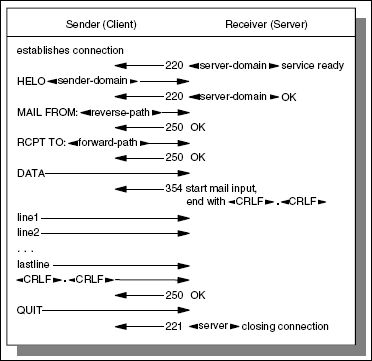 Sender (Client) Receiver (Server)
establishes connection
220 <server-domain> service ready
HELO <sender-domain>
220 <server-domain> OK
MAIL FROM: <reverse-path>
250 OK
RCPT TO: <forward-path>
250 OK
DATA
354 start mail input,
end with <CRLF>.<CRLF>
line1
line2
. . .
lastline
<CRLF>.<CRLF>
250 OK
QUIT
221 <server> closing connection